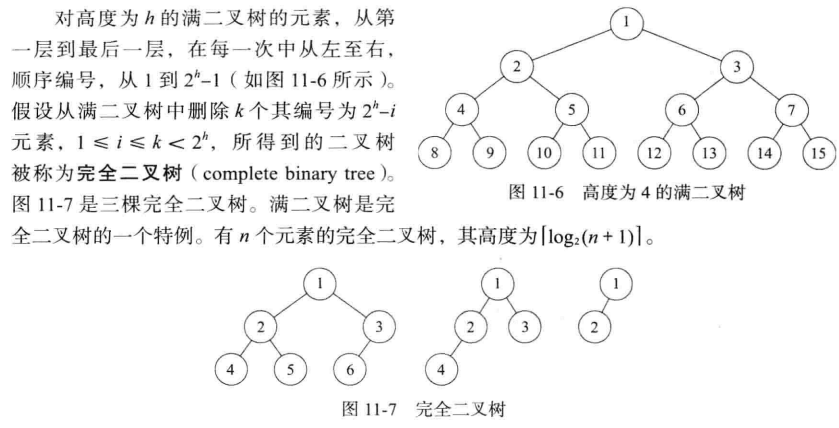 对高度为 h 的满二叉树的元素，从第
一层到最后一层，在每一次中从左至右，
顺序编号，从 1 到 2ʰ–1（如图 11-6 所示）。
假设从满二叉树中删除 k 个其编号为 2ʰ–i
元素，1 ≤ i ≤ k < 2ʰ，所得到的二叉树
被称为完全二叉树（complete binary tree）。
图 11-7 是三棵完全二叉树。满二叉树是完
全二叉树的一个特例。有 n 个元素的完全二叉树，其高度为⌈log₂(n + 1)⌉。
1
2 3
4 5 6 7
8 9 10 11 12 13 14 15
图 11-6 高度为 4 的满二叉树
1
2 3
4 5 6
1
2 3
4
1
2
图 11-7 完全二叉树